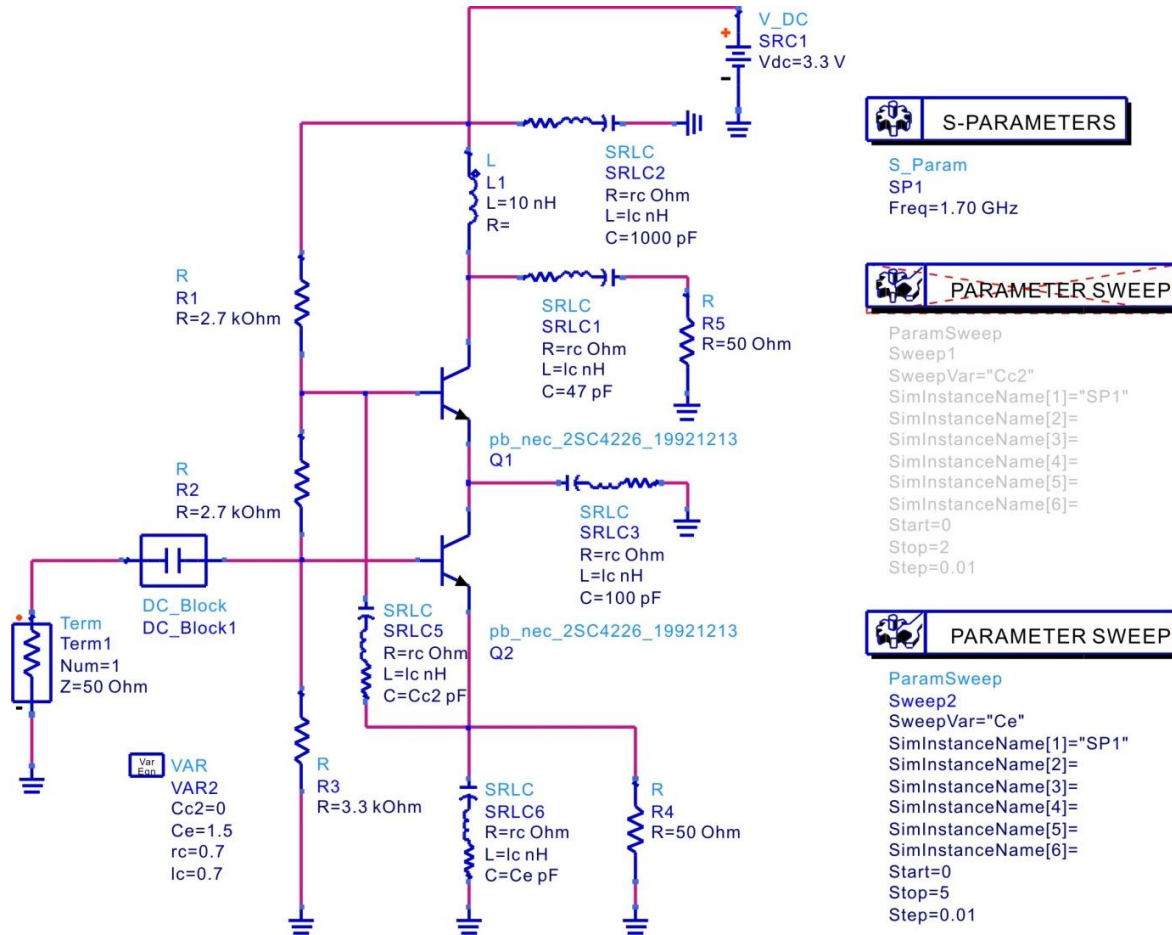 V_DC
SRC1
Vdc=3.3 V
S-PARAMETERS
S_Param
SP1
Freq=1.70 GHz
SRLC
SRLC2
R=rc Ohm
L=lc nH
C=1000 pF
L
L1
L=10 nH
R=
R
R1
R=2.7 kOhm
SRLC
SRLC1
R=rc Ohm
L=lc nH
C=47 pF
R
R5
R=50 Ohm
PARAMETER SWEEP
ParamSweep
Sweep1
SweepVar="Cc2"
SimInstanceName[1]="SP1"
SimInstanceName[2]=
SimInstanceName[3]=
SimInstanceName[4]=
SimInstanceName[5]=
SimInstanceName[6]=
Start=0
Stop=2
Step=0.01
pb_nec_2SC4226_19921213
Q1
R
R2
R=2.7 kOhm
SRLC
SRLC3
R=rc Ohm
L=lc nH
C=100 pF
DC_Block
DC_Block1
Term
Term1
Num=1
Z=50 Ohm
SRLC
SRLC5
R=rc Ohm
L=lc nH
C=Cc2 pF
pb_nec_2SC4226_19921213
Q2
PARAMETER SWEEP
ParamSweep
Sweep2
SweepVar="Ce"
SimInstanceName[1]="SP1"
SimInstanceName[2]=
SimInstanceName[3]=
SimInstanceName[4]=
SimInstanceName[5]=
SimInstanceName[6]=
Start=0
Stop=5
Step=0.01
Var
Eqn
VAR
VAR2
Cc2=0
Ce=1.5
rc=0.7
lc=0.7
R
R3
R=3.3 kOhm
SRLC
SRLC6
R=rc Ohm
L=lc nH
C=Ce pF
R
R4
R=50 Ohm